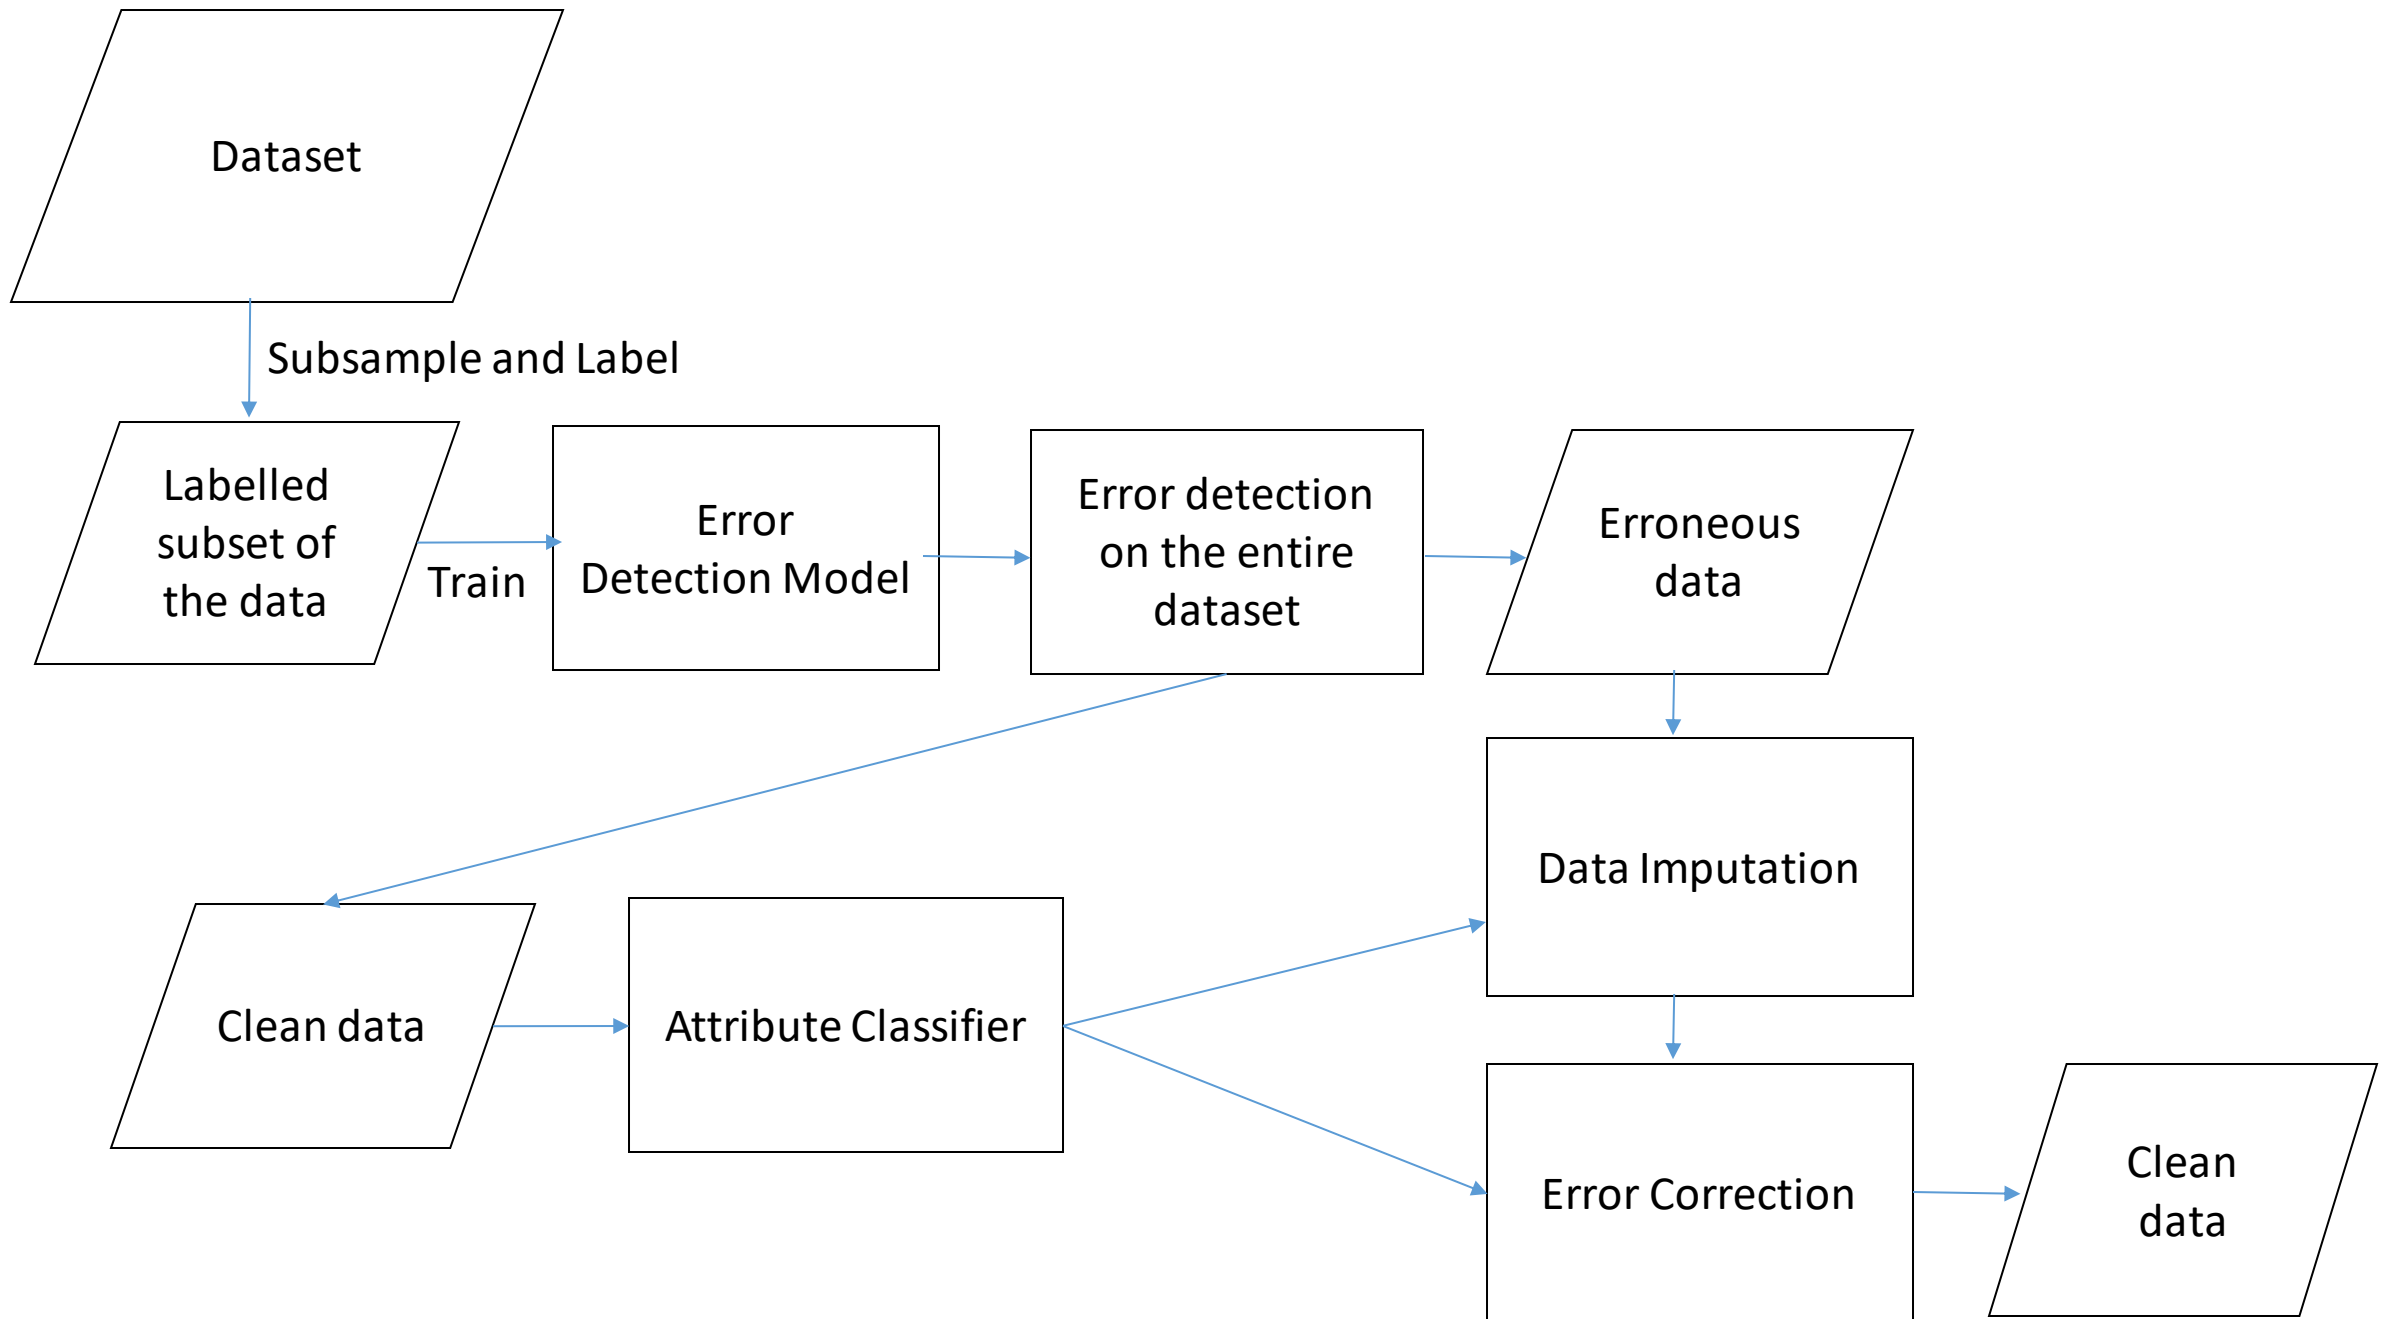 Dataset
Subsample and Label
Labelled
subset of
the data
Train
Error
Detection Model
Error detection
on the entire
dataset
Erroneous
data
Data Imputation
Clean data
Attribute Classifier
Error Correction
Clean
data